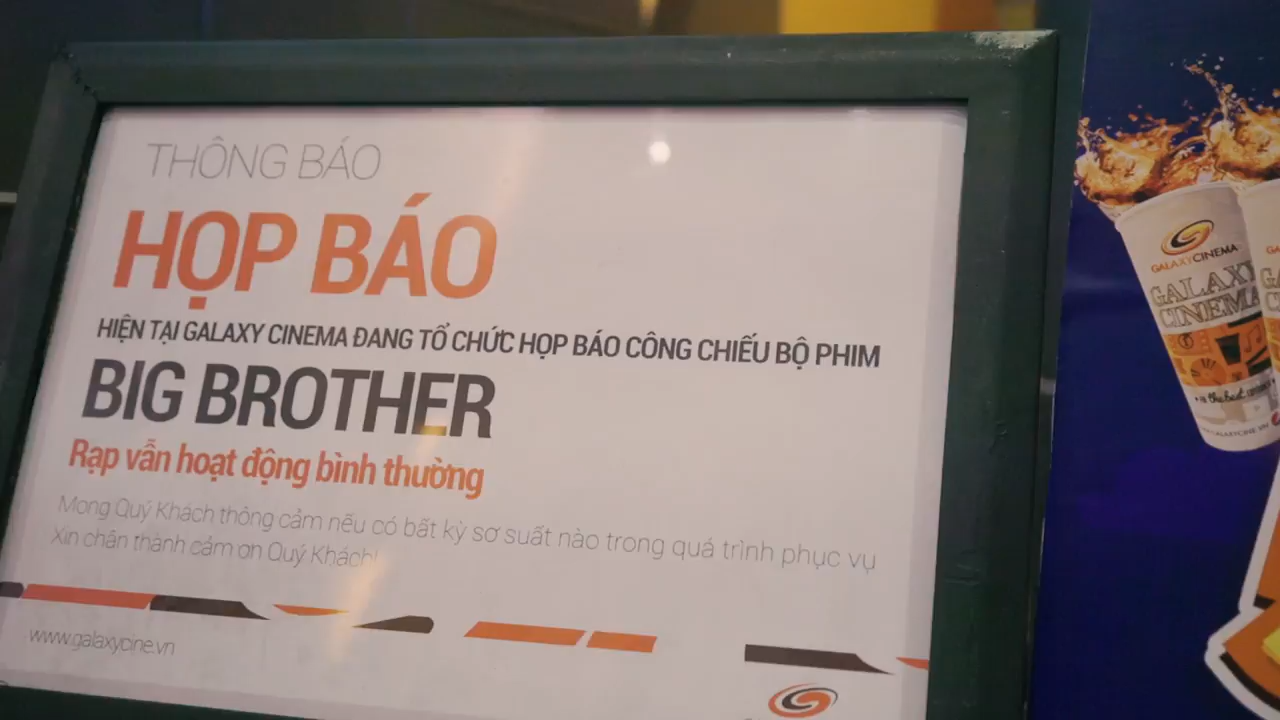 THÔNG BÁO
HỌP BÁO
HIỆN TẠI GALAXY CINEMA ĐANG TỔ CHỨC HỌP BÁO CÔNG CHIẾU BỘ PHIM
BIG BROTHER
Rạp vẫn hoạt động bình thường
Mong Quý Khách thông cảm nếu có bất kỳ sơ suất nào trong quá trình phục vụ
Xin chân thành cảm ơn Quý Khách!
www.galaxycine.vn
GALAXYCINEMA
GALAXY
CINEMA